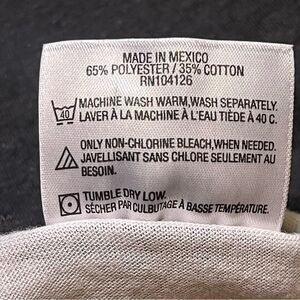 MADE IN MEXICO
65% POLYESTER / 35% COTTON
RN104126
40
MACHINE WASH WARM,WASH SEPARATELY.
LAVER À LA MACHINE À L'EAU TIÈDE À 40 C.
ONLY NON-CHLORINE BLEACH,WHEN NEEDED.
JAVELLISANT SANS CHLORE SEULEMENT AU
BESOIN.
TUMBLE DRY LOW.
SÉCHER PAR CULBUTAGE À BASSE TEMPÉRATURE.